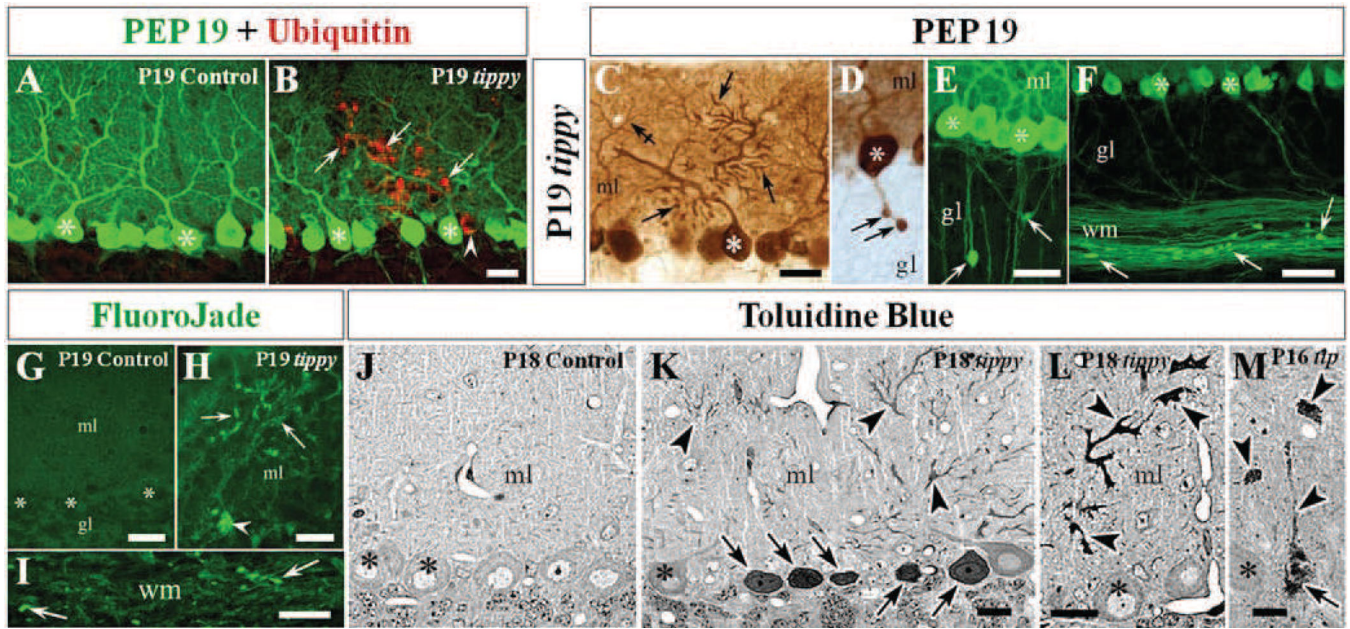 PEP 19 + Ubiquitin
PEP 19
A P19 Control
B P19 tippy
P19 tippy
C
ml
*
D
ml
*
gl
E
ml
* *
gl
F
* *
gl
wm
* *
* *
FluoroJade
Toluidine Blue
G P19 Control
ml
* * *
gl
H P19 tippy
ml
I
wm
J P18 Control
ml
* *
K P18 tippy
ml
*
L P18 tippy
ml
*
M P16 tip
*